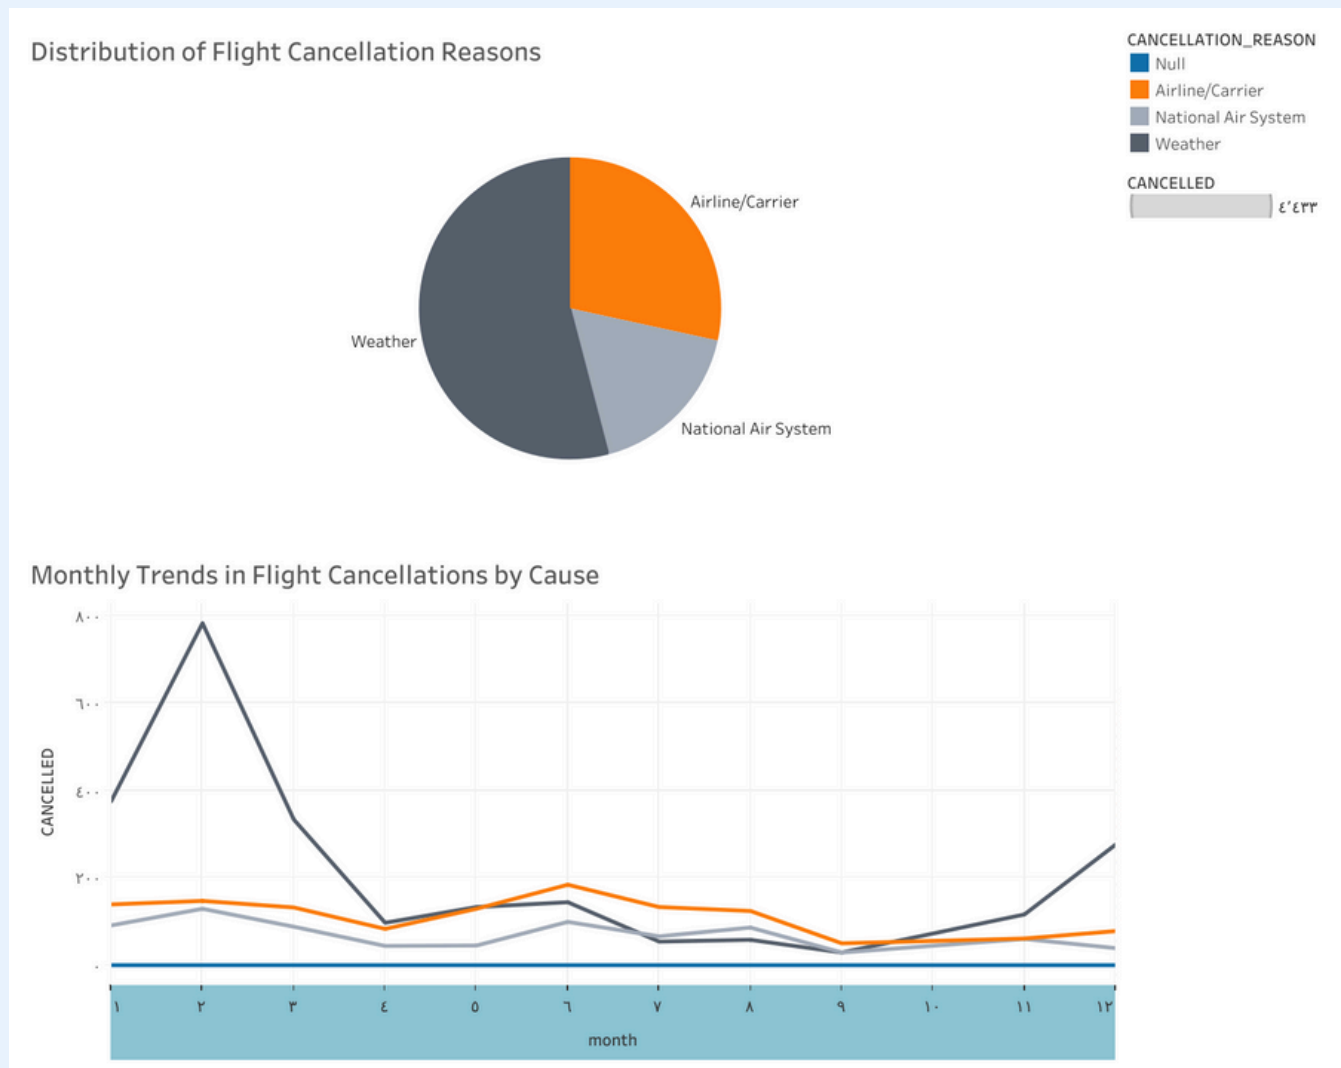 Distribution of Flight Cancellation Reasons
CANCELLATION_REASON
Null
Airline/Carrier
National Air System
Weather
CANCELLED
٤٬٤٣٣
Airline/Carrier
Weather
National Air System
Monthly Trends in Flight Cancellations by Cause
٨٠٠
٦٠٠
٤٠٠
٢٠٠
٠
CANCELLED
١ ٢ ٣ ٤ ٥ ٦ ٧ ٨ ٩ ١٠ ١١ ١٢
month